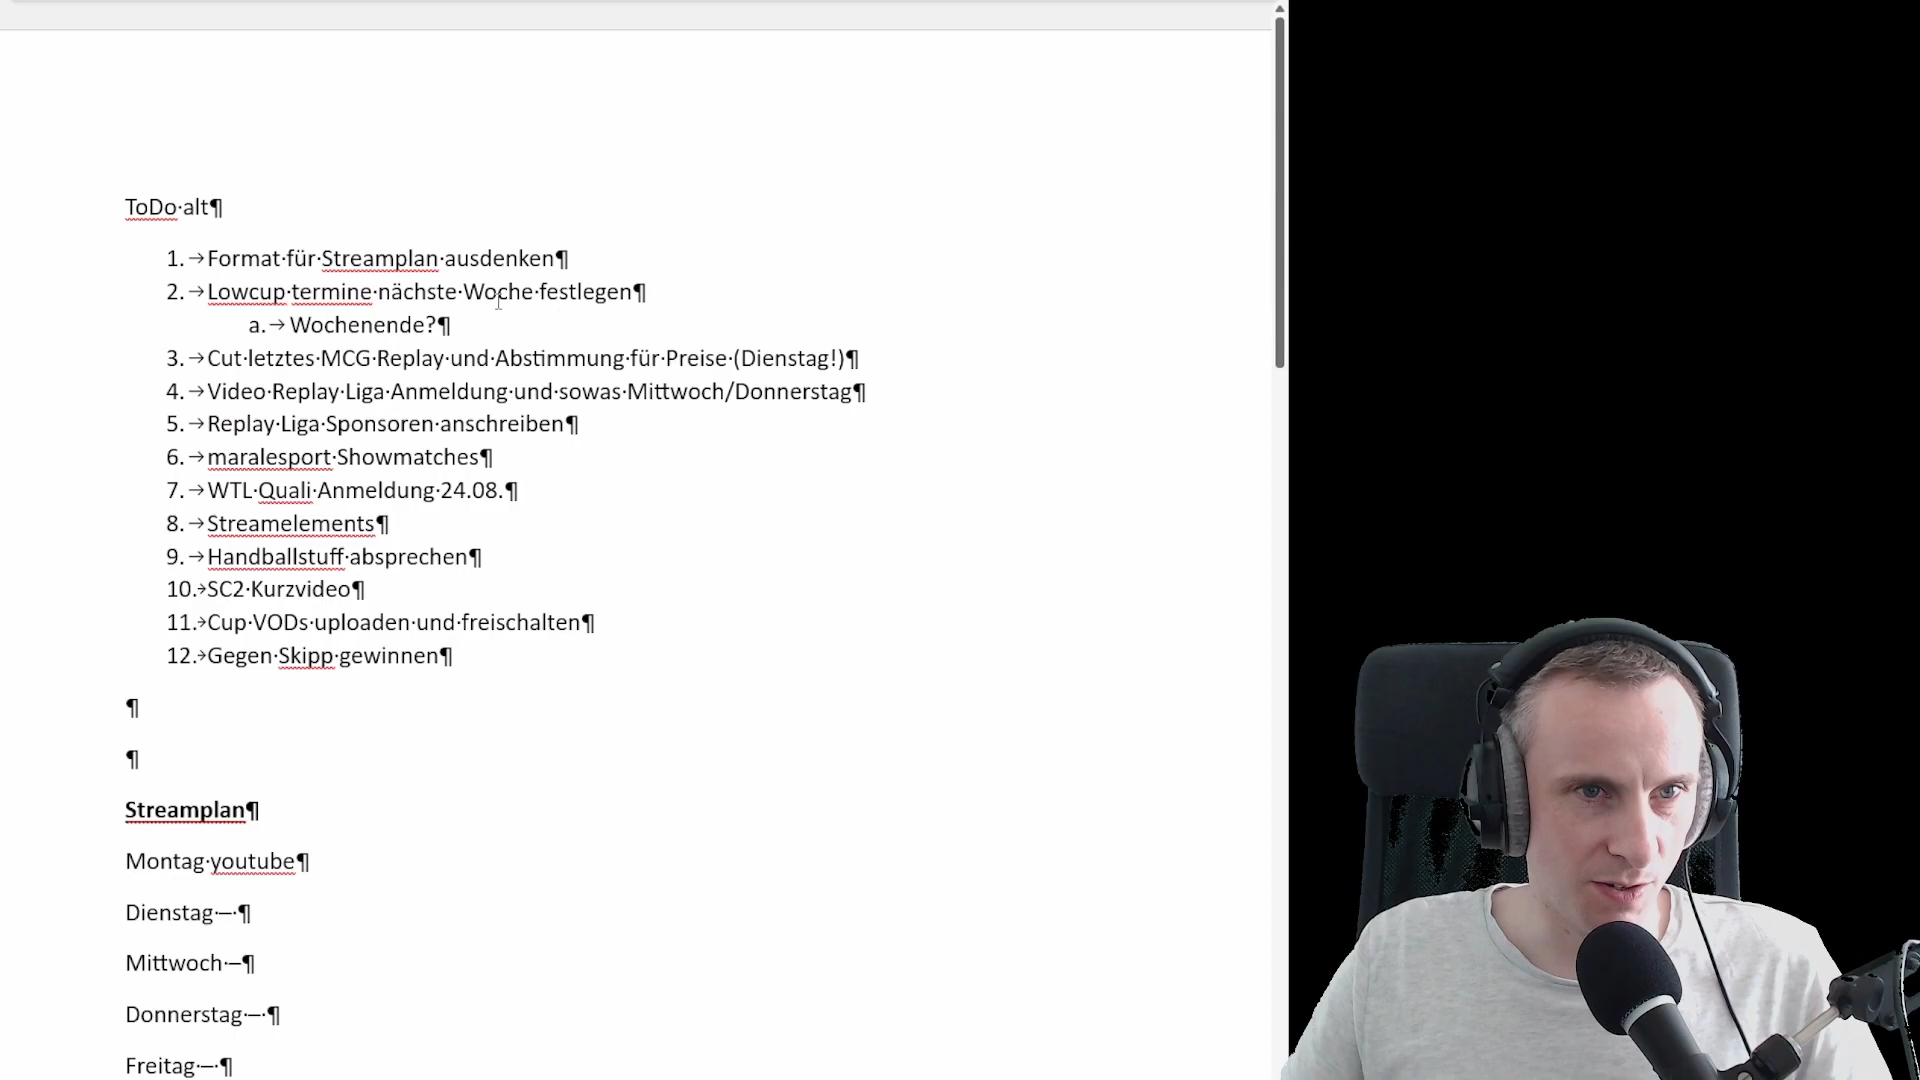 ToDo alt
1. Format für Streamplan ausdenken
2. Lowcup termine nächste Woche festlegen
a. Wochenende?
3. Cut letztes MCG Replay und Abstimmung für Preise (Dienstag!)
4. Video Replay Liga Anmeldung und sowas Mittwoch/Donnerstag
5. Replay Liga Sponsoren anschreiben
6. maralesport Showmatches
7. WTL Quali Anmeldung 24.08.
8. Streamelements
9. Handballstuff absprechen
10. SC2 Kurzvideo
11. Cup VODs uploaden und freischalten
12. Gegen Skipp gewinnen
Streamplan
Montag youtube
Dienstag –
Mittwoch –
Donnerstag –
Freitag –